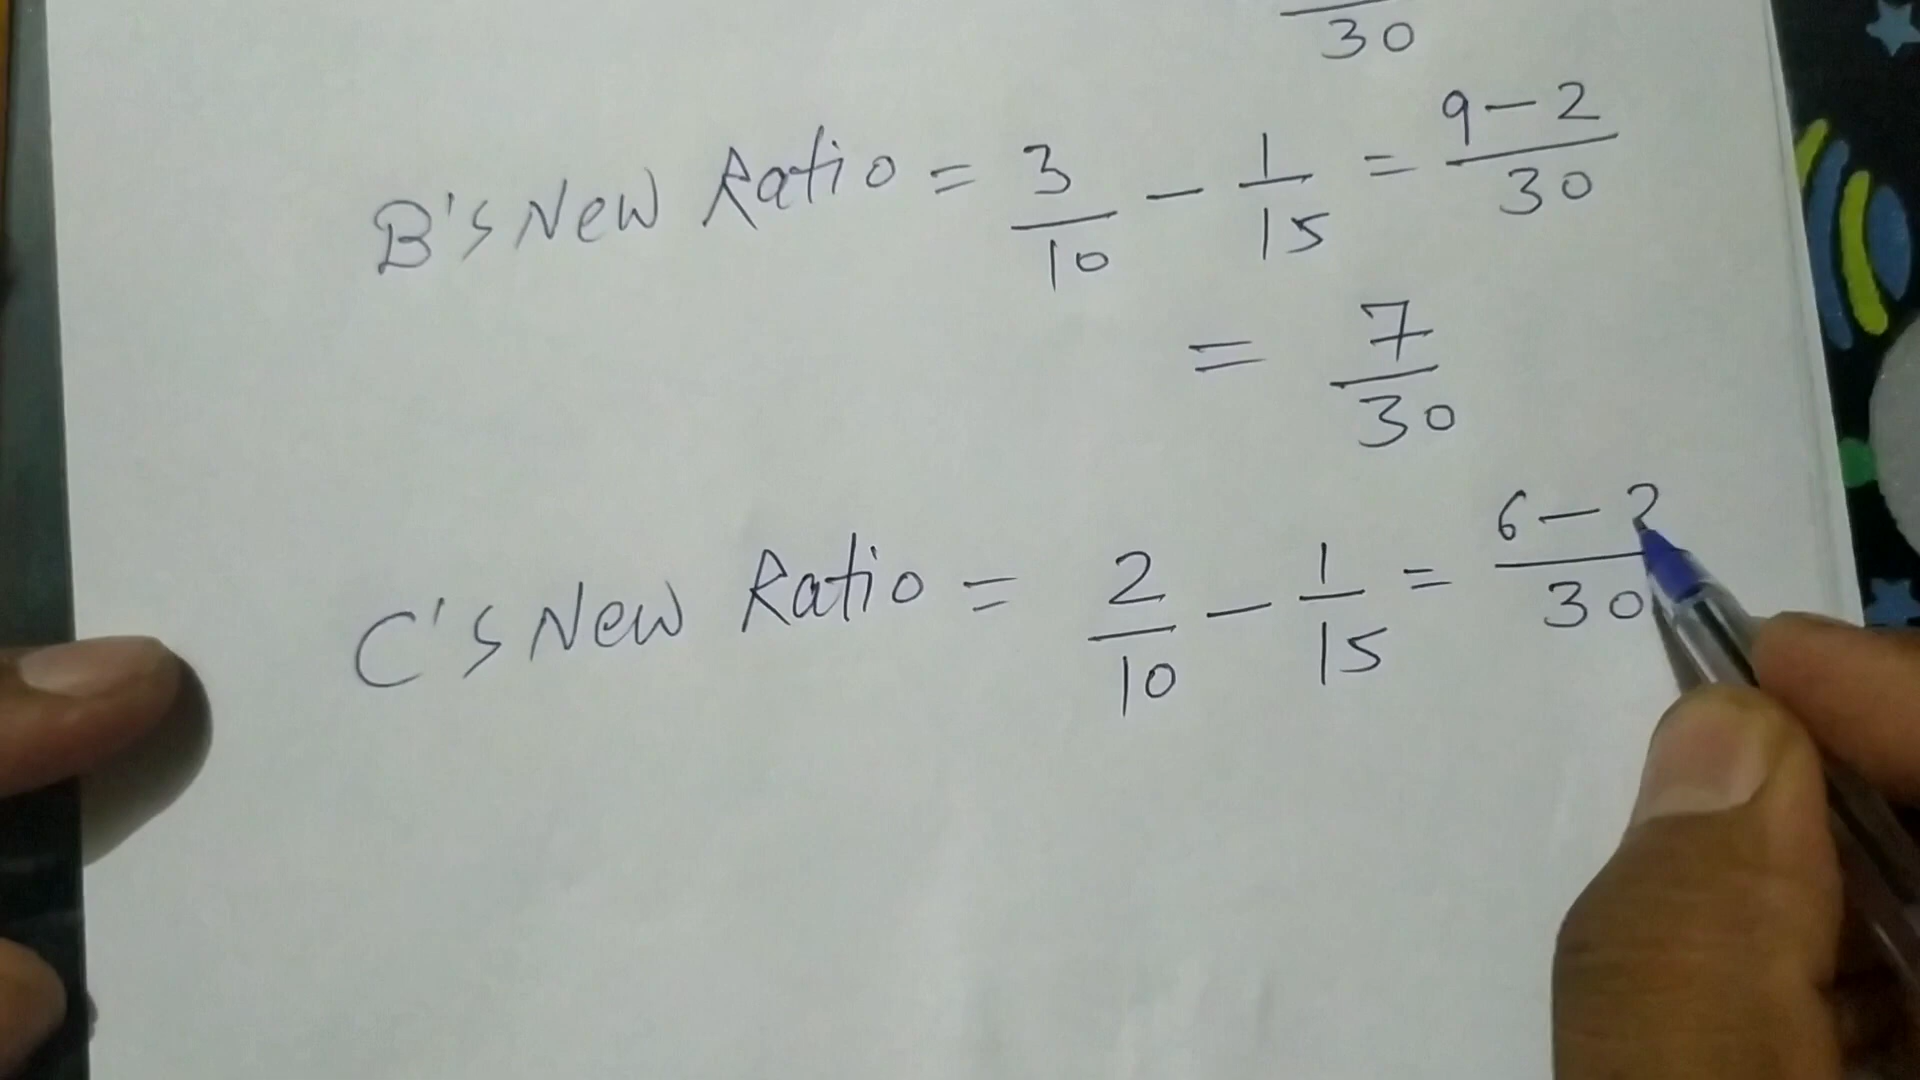 30
B's New Ratio = 3/10 - 1/15 = 9-2/30
= 7/30
C's New Ratio = 2/10 - 1/15 = 6-2/30